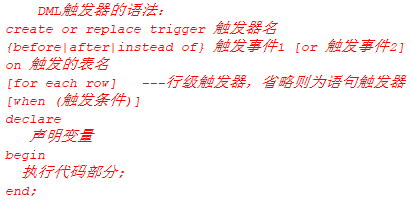 DML触发器的语法:
create or replace trigger 触发器名
{before|after|instead of} 触发事件1 [or 触发事件2]
on 触发的表名
[for each row] ---行级触发器，省略则为语句触发器
[when (触发条件)]
declare
声明变量
begin
执行代码部分;
end;